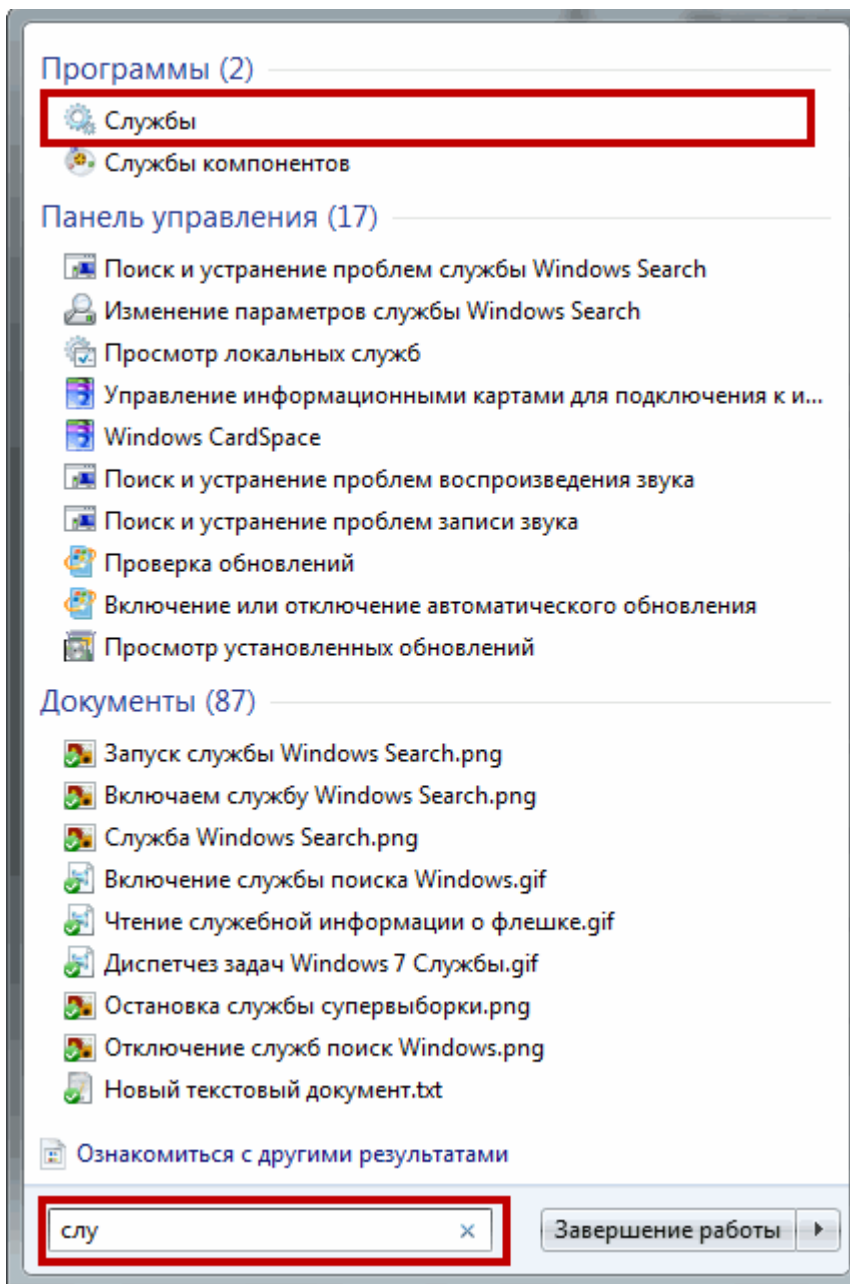 Программы (2)
Службы
Службы компонентов
Панель управления (17)
Поиск и устранение проблем службы Windows Search
Изменение параметров службы Windows Search
Просмотр локальных служб
Управление информационными картами для подключения к и...
Windows CardSpace
Поиск и устранение проблем воспроизведения звука
Поиск и устранение проблем записи звука
Проверка обновлений
Включение или отключение автоматического обновления
Просмотр установленных обновлений
Документы (87)
Запуск службы Windows Search.png
Включаем службу Windows Search.png
Служба Windows Search.png
Включение службы поиска Windows.gif
Чтение служебной информации о флешке.gif
Диспетчез задач Windows 7 Службы.gif
Остановка службы супервыборки.png
Отключение служб поиск Windows.png
Новый текстовый документ.txt
Ознакомиться с другими результатами
слу
Завершение работы